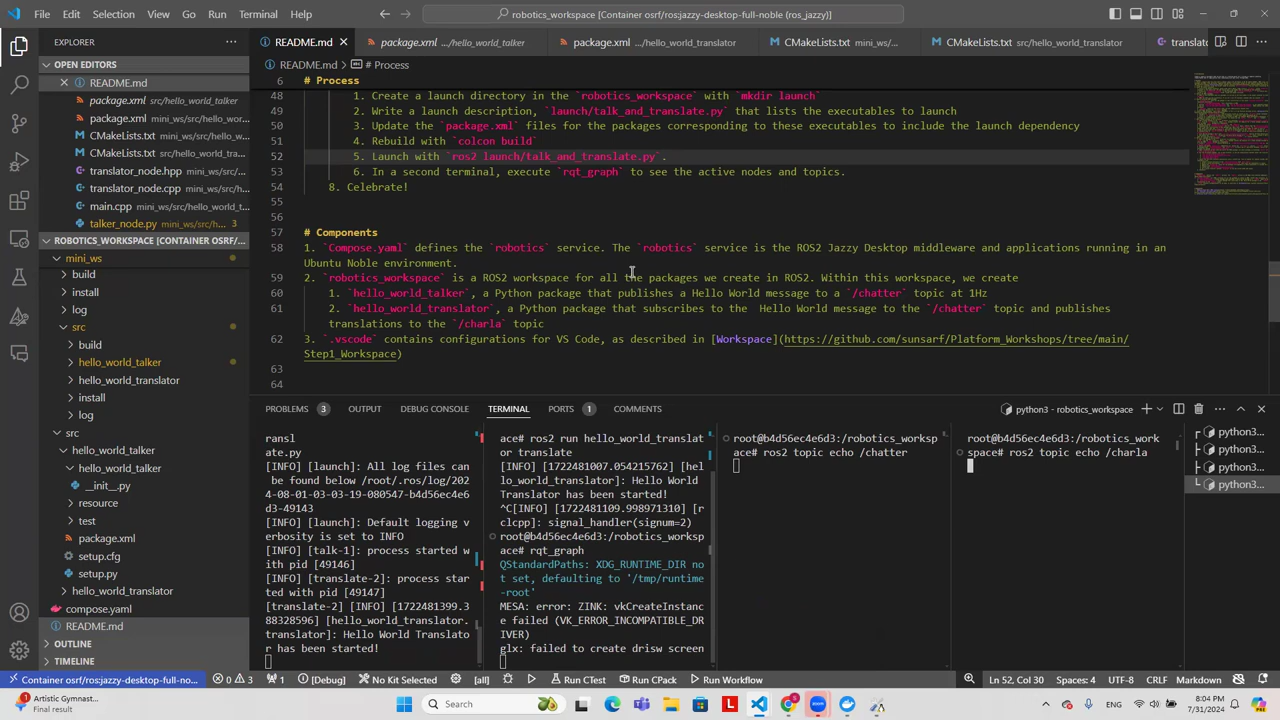 File Edit Selection View Go Run Terminal Help
robotics_workspace [Container osrf/ros:jazzy-desktop-full-noble (ros_jazzy)]
EXPLORER
README.md
package.xml .../hello_world_talker
package.xml .../hello_world_translator
CMakeLists.txt mini_ws/...
CMakeLists.txt .../hello_world_translator
translato
OPEN EDITORS
README.md
package.xml src/hello_world_talker
package.xml src/hello_world_tran...
CMakeLists.txt mini_ws/src/hell...
CMakeLists.txt mini_ws/src/hell...
translator_node.hpp mini_ws/src...
translator_node.cpp mini_ws/src...
main.cpp mini_ws/src/hello_world...
talker_node.py mini_ws/src/h... 3
ROBOTICS_WORKSPACE [CONTAINER OSRF/...
mini_ws
build
install
log
src
build
hello_world_talker
hello_world_translator
install
log
src
hello_world_talker
hello_world_talker
__init__.py
resource
test
package.xml
setup.cfg
setup.py
hello_world_translator
compose.yaml
README.md
OUTLINE
TIMELINE
README.md > # Process
6 # Process
48 1. Create a launch directory in the `robotics_workspace` with `mkdir launch`
49 2. Write a launch description `launch/talk_and_translate.py` that lists executables to launch
50 3. Update the `package.xml` files for the packages corresponding to these executables to include the exec dependency
51 4. Rebuild with `colcon build`
52 5. Launch with `ros2 launch/talk_and_translate.py`.
53 6. In a second terminal, launch `rqt_graph` to see the active nodes and topics.
54 8. Celebrate!
55
56
57 # Components
58 1. `Compose.yaml` defines the `robotics` service. The `robotics` service is the ROS2 Jazzy Desktop middleware and applications running in an
Ubuntu Noble environment.
59 2. `robotics_workspace` is a ROS2 workspace for all the packages we create in ROS2. Within this workspace, we create
60 1. `hello_world_talker`, a Python package that publishes a Hello World message to a `/chatter` topic at 1Hz
61 2. `hello_world_translator`, a Python package that subscribes to the  Hello World message to the `/chatter` topic and publishes
translations to the `/charla` topic
62 3. `.vscode` contains configurations for VS Code, as described in [Workspace](https://github.com/sunsarf/Platform_Workshops/tree/main/
Step1_Workspace)
63
64
PROBLEMS 3 OUTPUT DEBUG CONSOLE TERMINAL PORTS 1 COMMENTS
python3 - robotics_workspace
ransl
ate.py
[INFO] [launch]: All log files can
be found below /root/.ros/log/202
4-08-01-03-03-19-080547-b4d56ec4e6
d3-49143
[INFO] [launch]: Default logging v
erbosity is set to INFO
[INFO] [talk-1]: process started w
ith pid [49146]
[INFO] [translate-2]: process star
ted with pid [49147]
[translate-2] [INFO] [1722481399.3
88328596] [hello_world_translator.
translator]: Hello World Translato
r has been started!
ace# ros2 run hello_world_translat
or translate
[INFO] [1722481007.054215762] [hel
lo_world_translator]: Hello World
Translator has been started!
^C[INFO] [1722481109.998971310] [r
clcpp]: signal_handler(signum=2)
root@b4d56ec4e6d3:/robotics_worksp
ace# rqt_graph
QStandardPaths: XDG_RUNTIME_DIR no
t set, defaulting to '/tmp/runtime
-root'
MESA: error: ZINK: vkCreateInstanc
e failed (VK_ERROR_INCOMPATIBLE_DR
IVER)
glx: failed to create drisw screen
root@b4d56ec4e6d3:/robotics_worksp
ace# ros2 topic echo /chatter
root@b4d56ec4e6d3:/robotics_work
space# ros2 topic echo /charla
python3...
python3...
python3...
python3...
Container osrf/ros:jazzy-desktop-full-no... 0 3 1 [Debug] No Kit Selected [all] Run CTest Run CPack Run Workflow
Ln 52, Col 30 Spaces: 4 UTF-8 CRLF Markdown
Artistic Gymnast...
Final result
Search
8:04 PM
7/31/2024